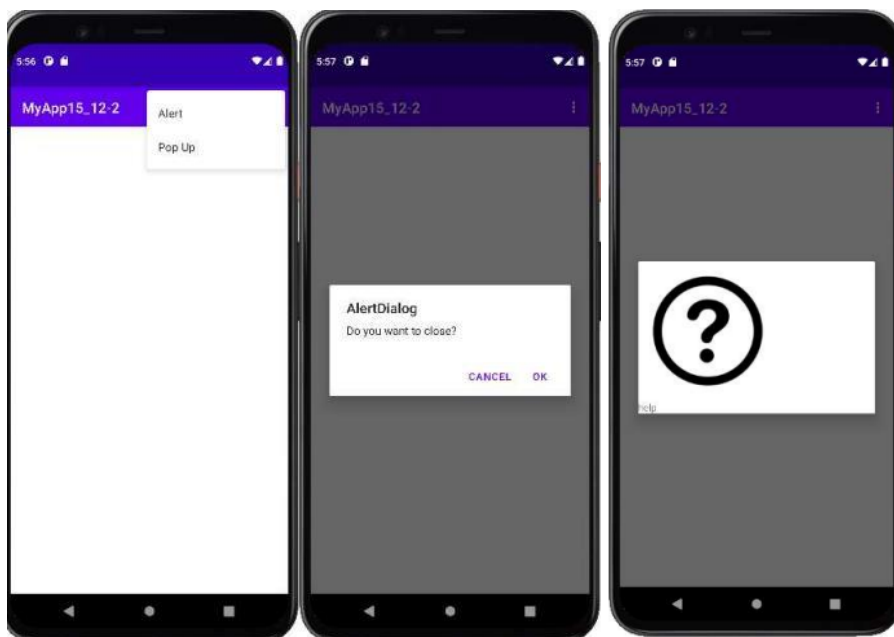 5:56
MyApp15_12-2
Alert
Pop Up
5:57
MyApp15_12-2
AlertDialog
Do you want to close?
CANCEL OK
5:57
MyApp15_12-2
?
help